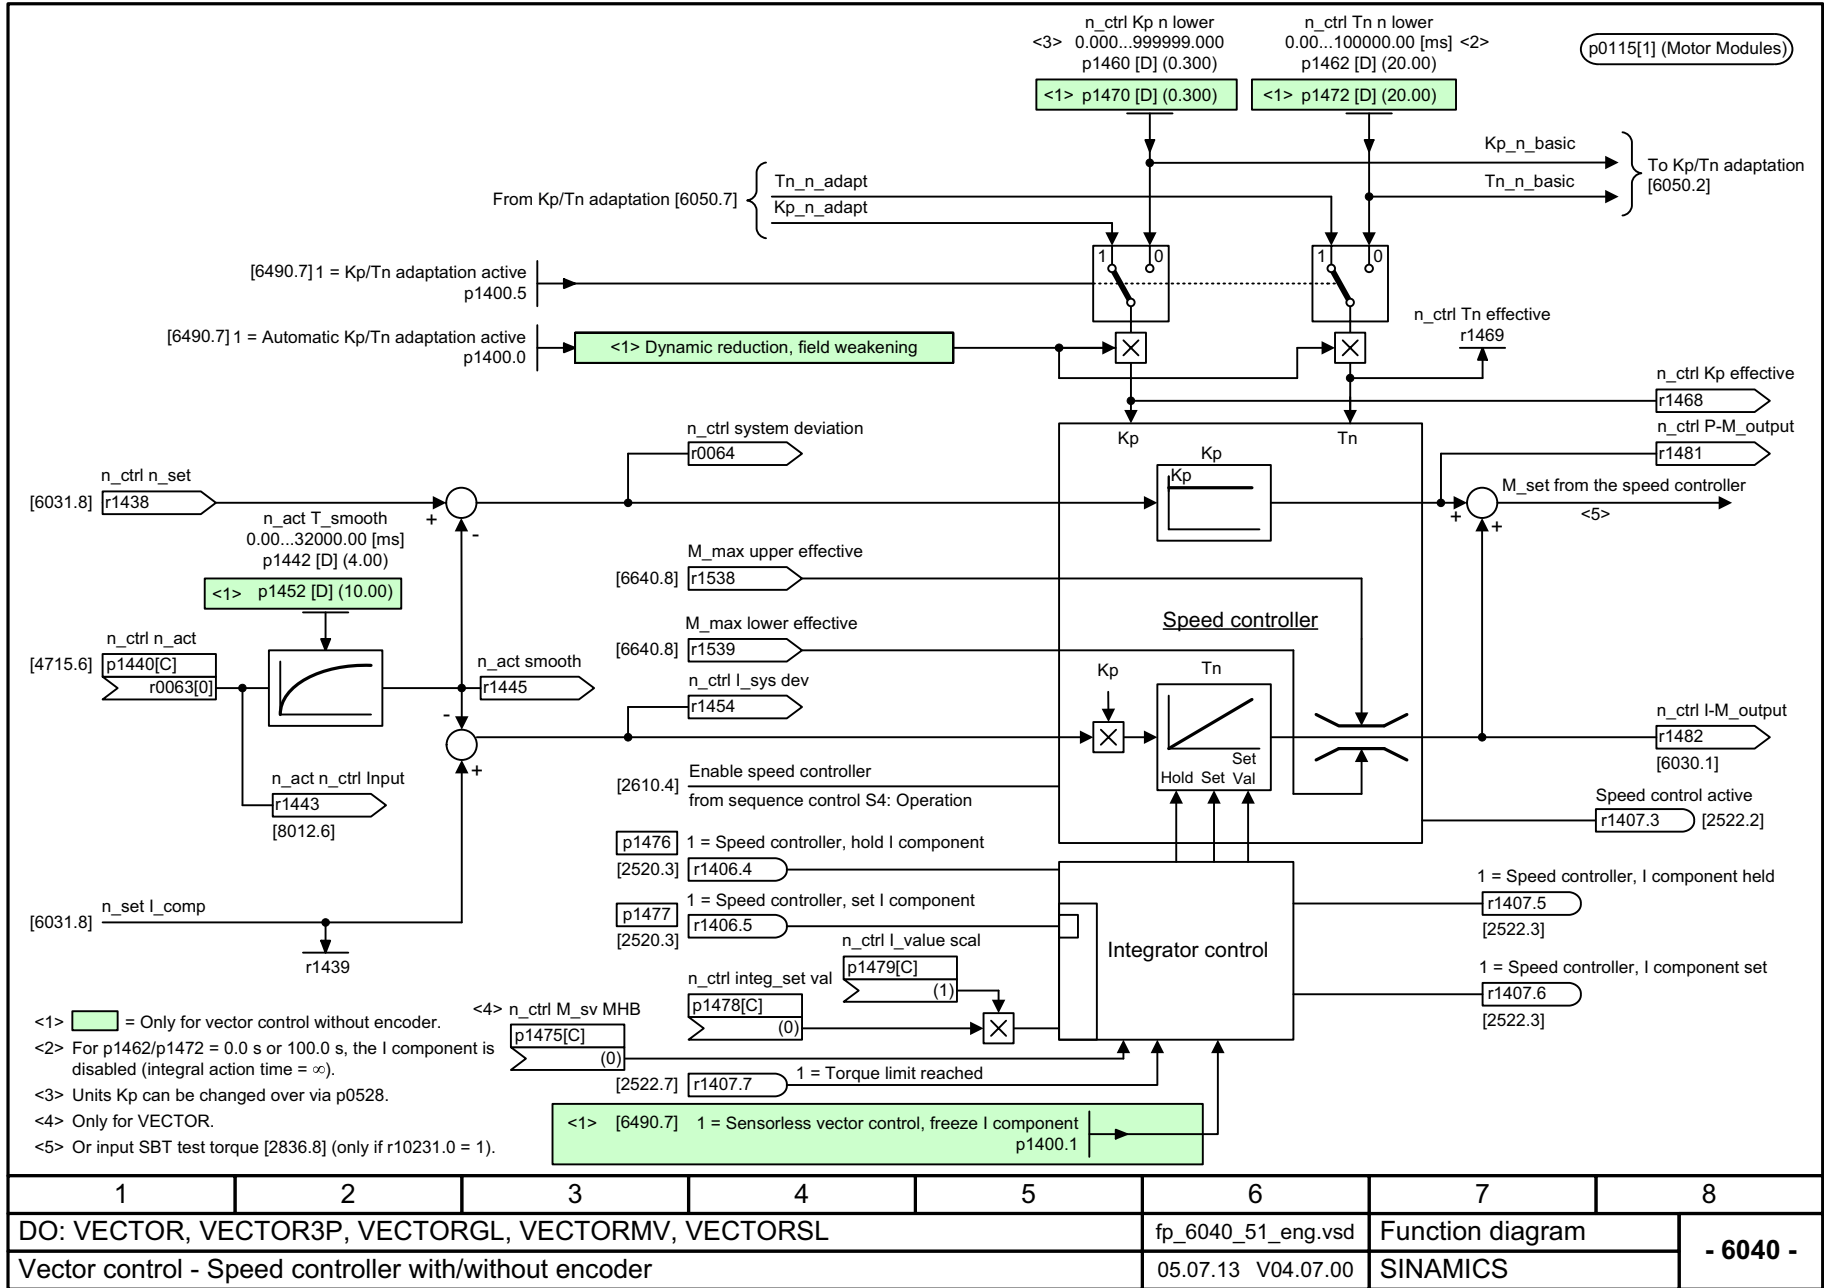 n_ctrl Kp n lower
<3> 0.000...999999.000
p1460 [D] (0.300)
<1> p1470 [D] (0.300)
n_ctrl Tn n lower
0.00...100000.00 [ms] <2>
p1462 [D] (20.00)
<1> p1472 [D] (20.00)
p0115[1] (Motor Modules)
Kp_n_basic
Tn_n_basic
To Kp/Tn adaptation
[6050.2]
From Kp/Tn adaptation [6050.7]
Tn_n_adapt
Kp_n_adapt
1
0
1
0
[6490.7] 1 = Kp/Tn adaptation active
p1400.5
[6490.7] 1 = Automatic Kp/Tn adaptation active
p1400.0
<1> Dynamic reduction, field weakening
n_ctrl Tn effective
r1469
n_ctrl Kp effective
r1468
n_ctrl P-M_output
r1481
n_ctrl system deviation
r0064
Kp
Tn
Kp
Kp
n_ctrl n_set
[6031.8] r1438
+
-
M_set from the speed controller
<5>
+
+
n_act T_smooth
0.00...32000.00 [ms]
p1442 [D] (4.00)
<1> p1452 [D] (10.00)
M_max upper effective
[6640.8] r1538
M_max lower effective
[6640.8] r1539
Speed controller
n_ctrl n_act
[4715.6] p1440[C]
r0063[0]
n_act smooth
r1445
n_ctrl I_sys dev
r1454
-
+
Kp
Tn
Hold
Set
Set
Val
n_ctrl I-M_output
r1482
[6030.1]
n_act n_ctrl Input
r1443
[8012.6]
[2610.4] Enable speed controller
from sequence control S4: Operation
Speed control active
r1407.3 [2522.2]
p1476 1 = Speed controller, hold I component
[2520.3] r1406.4
p1477 1 = Speed controller, set I component
[2520.3] r1406.5
1 = Speed controller, I component held
r1407.5
[2522.3]
[6031.8] n_set I_comp
r1439
Integrator control
n_ctrl I_value scal
p1479[C]
(1)
n_ctrl integ_set val
p1478[C]
(0)
1 = Speed controller, I component set
r1407.6
[2522.3]
<4> n_ctrl M_sv MHB
p1475[C]
(0)
[2522.7] r1407.7 1 = Torque limit reached
<1> [6490.7] 1 = Sensorless vector control, freeze I component
p1400.1
<1> = Only for vector control without encoder.
<2> For p1462/p1472 = 0.0 s or 100.0 s, the I component is
disabled (integral action time = ∞).
<3> Units Kp can be changed over via p0528.
<4> Only for VECTOR.
<5> Or input SBT test torque [2836.8] (only if r10231.0 = 1).
1 2 3 4 5 6 7 8
DO: VECTOR, VECTOR3P, VECTORGL, VECTORMV, VECTORSL
fp_6040_51_eng.vsd
Function diagram
- 6040 -
Vector control - Speed controller with/without encoder
05.07.13 V04.07.00
SINAMICS